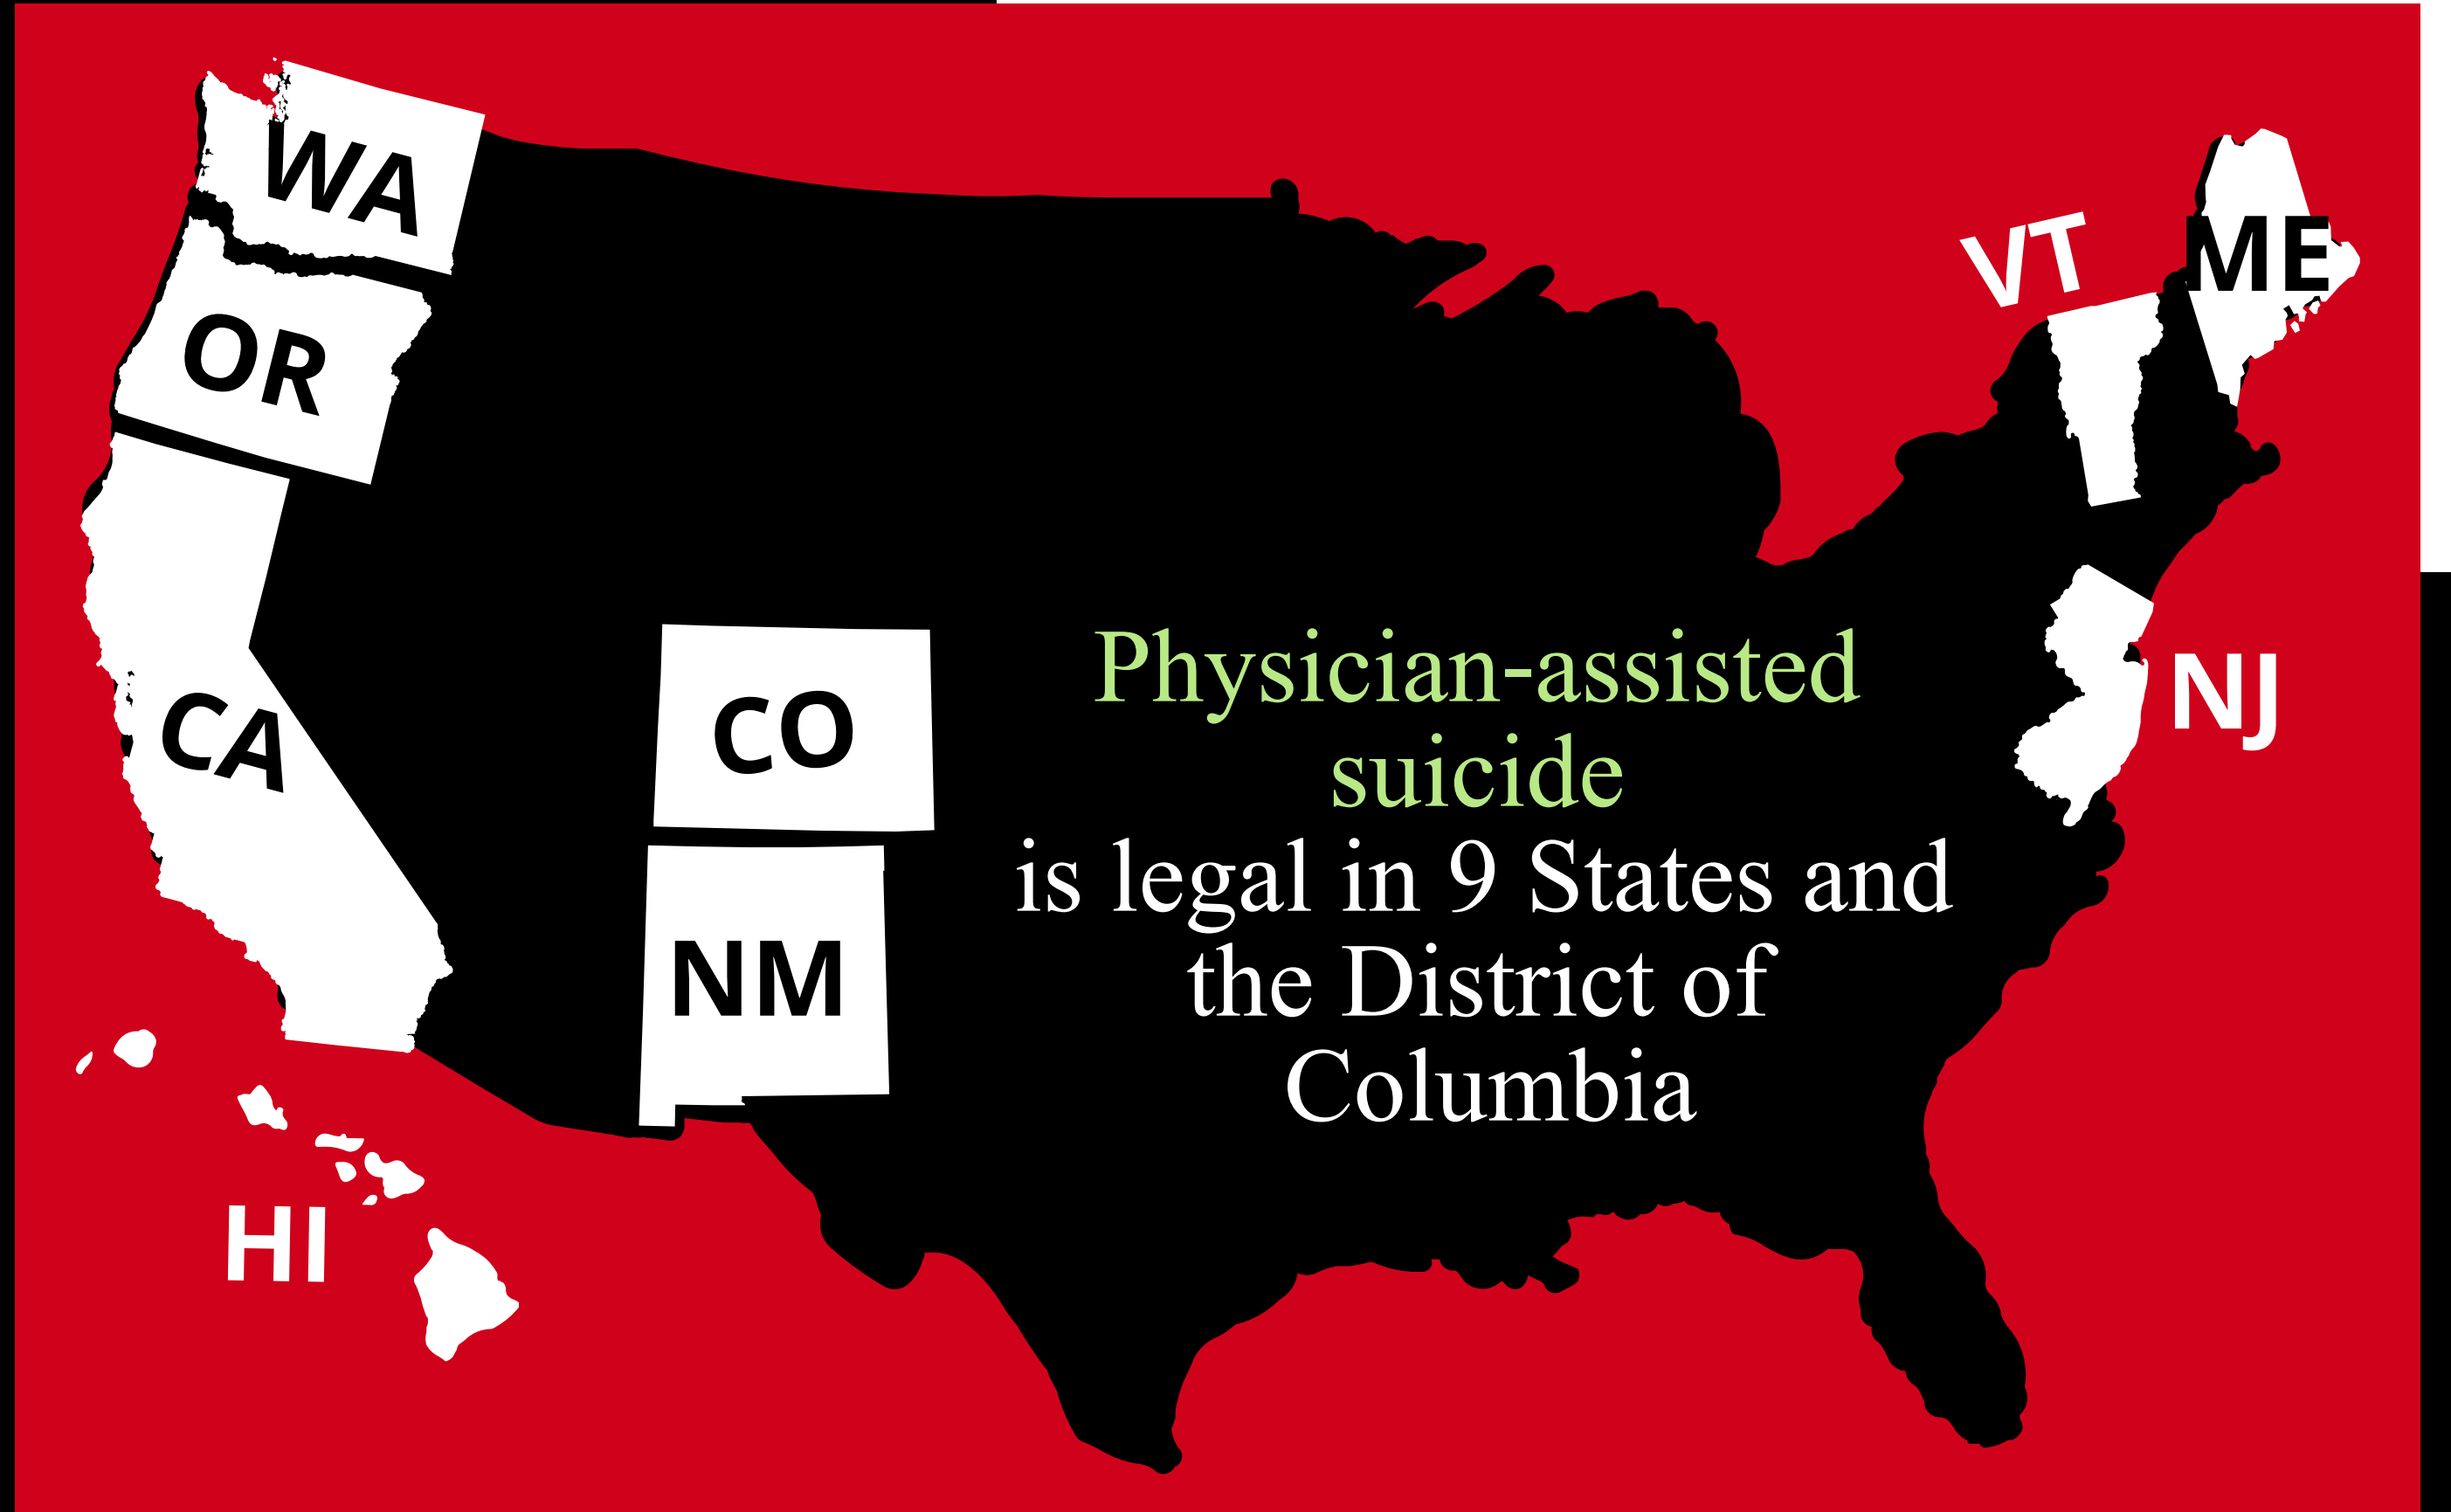 WA
OR
CA
HI
CO
NM
VT
ME
NJ
Physician-assisted
suicide
is legal in 9 States and
the District of
Columbia